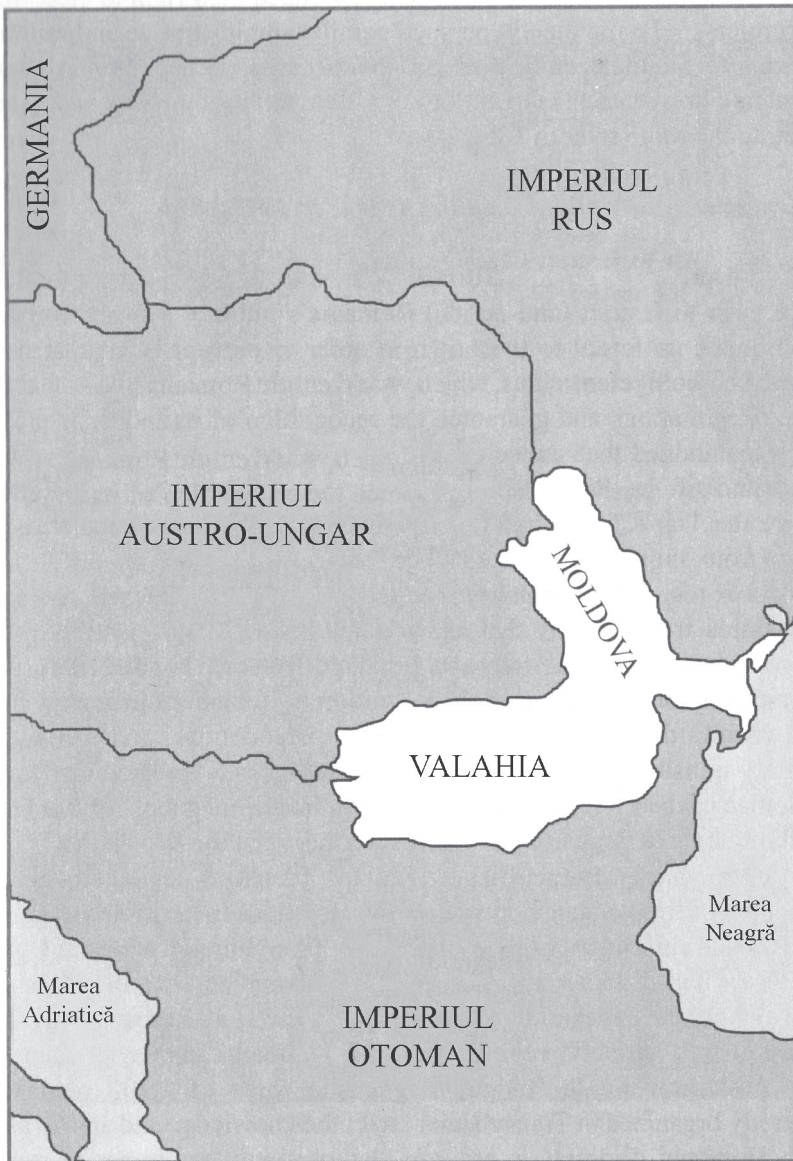 GERMANIA
IMPERIUL
RUS
IMPERIUL
AUSTRO-UNGAR
MOLDOVA
VALAHIA
Marea
Neagră
Marea
Adriatică
IMPERIUL
OTOMAN